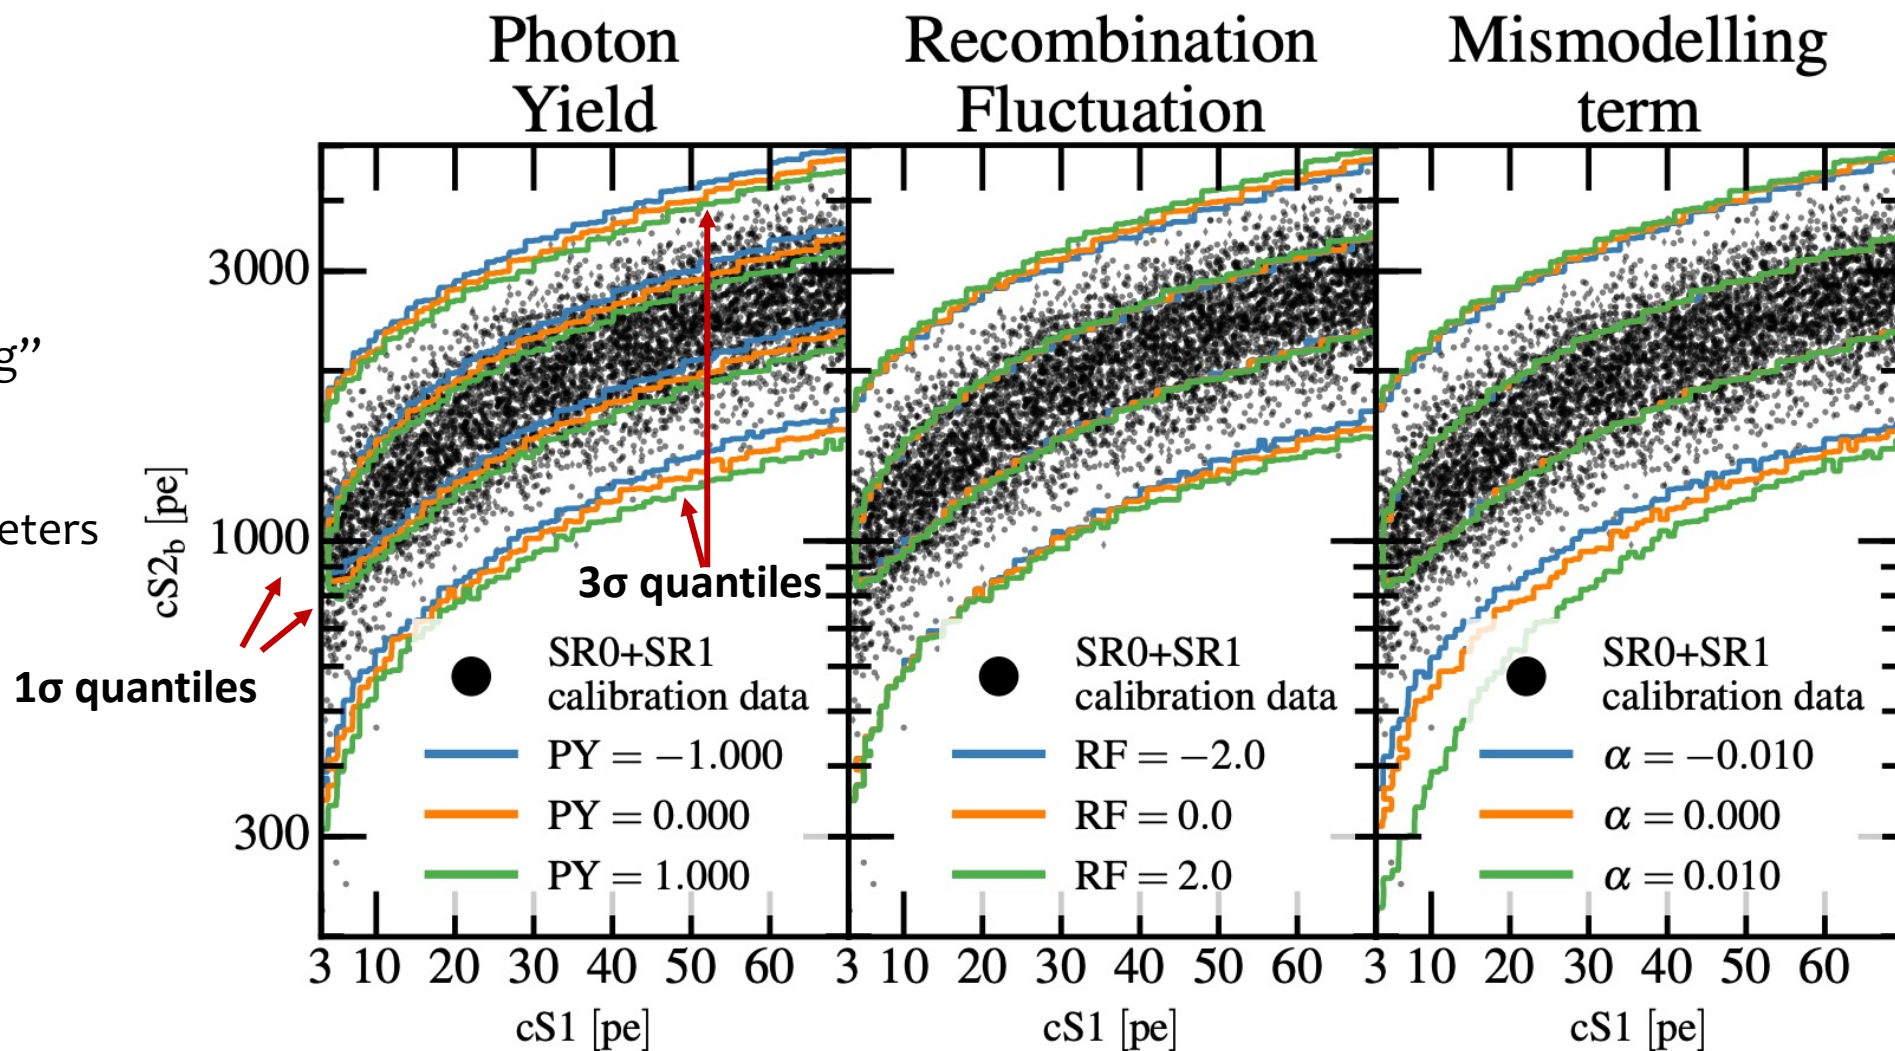 Photon
Yield
Recombination
Fluctuation
Mismodelling
term
3000
1000
300
cS2b [pe]
g”
eters
1σ quantiles
3σ quantiles
SR0+SR1
calibration data
PY = −1.000
PY = 0.000
PY = 1.000
SR0+SR1
calibration data
RF = −2.0
RF = 0.0
RF = 2.0
SR0+SR1
calibration data
α = −0.010
α = 0.000
α = 0.010
3 10 20 30 40 50 60
3 10 20 30 40 50 60
3 10 20 30 40 50 60
cS1 [pe]
cS1 [pe]
cS1 [pe]